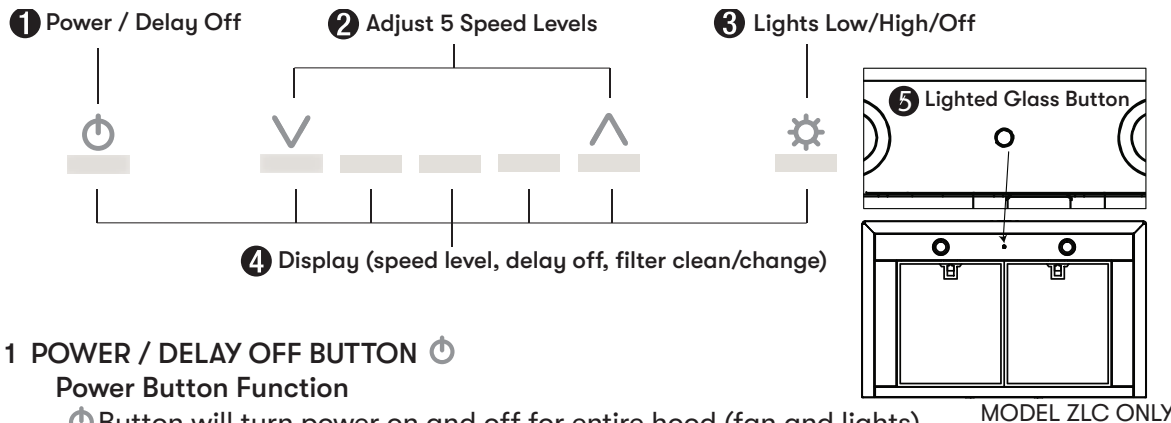 1 Power / Delay Off
2 Adjust 5 Speed Levels
3 Lights Low/High/Off
5 Lighted Glass Button
4 Display (speed level, delay off, filter clean/change)
MODEL ZLC ONLY
1 POWER / DELAY OFF BUTTON
Power Button Function
Button will turn power on and off for entire hood (fan and lights)